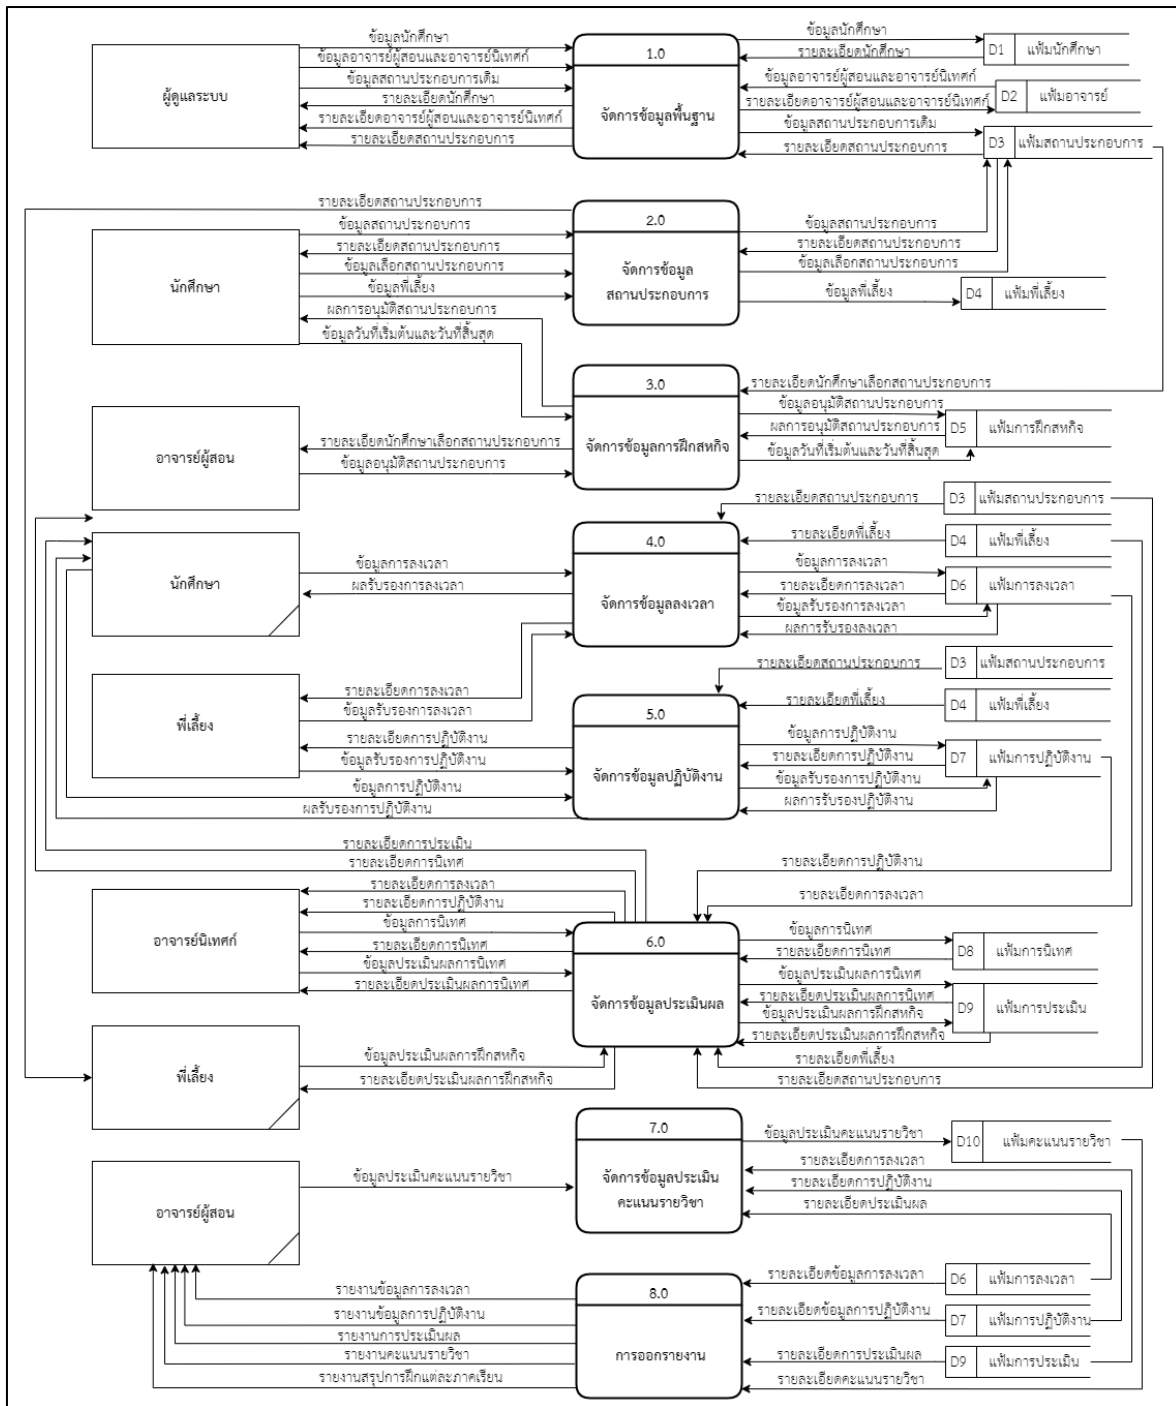 ข้อมูลนักศึกษา
ข้อมูลอาจารย์ผู้สอนและอาจารย์นิเทศก์
ข้อมูลสถานประกอบการเดิม
ผู้ดูแลระบบ
รายละเอียดนักศึกษา
รายละเอียดอาจารย์ผู้สอนและอาจารย์นิเทศก์
รายละเอียดสถานประกอบการ
1.0
จัดการข้อมูลพื้นฐาน
ข้อมูลนักศึกษา
รายละเอียดนักศึกษา
D1 แฟ้มนักศึกษา
ข้อมูลอาจารย์ผู้สอนและอาจารย์นิเทศก์
รายละเอียดอาจารย์ผู้สอนและอาจารย์นิเทศก์
D2 แฟ้มอาจารย์
ข้อมูลสถานประกอบการเดิม
รายละเอียดสถานประกอบการ
D3 แฟ้มสถานประกอบการ
รายละเอียดสถานประกอบการ
ข้อมูลสถานประกอบการ
รายละเอียดสถานประกอบการ
ข้อมูลเลือกสถานประกอบการ
นักศึกษา
ข้อมูลพี่เลี้ยง
ผลการอนุมัติสถานประกอบการ
ข้อมูลวันที่เริ่มต้นและวันที่สิ้นสุด
2.0
จัดการข้อมูล
สถานประกอบการ
ข้อมูลสถานประกอบการ
รายละเอียดสถานประกอบการ
ข้อมูลเลือกสถานประกอบการ
ข้อมูลพี่เลี้ยง
D4 แฟ้มพี่เลี้ยง
อาจารย์ผู้สอน
รายละเอียดนักศึกษาเลือกสถานประกอบการ
ข้อมูลอนุมัติสถานประกอบการ
3.0
จัดการข้อมูลการฝึกสหกิจ
รายละเอียดนักศึกษาเลือกสถานประกอบการ
ข้อมูลอนุมัติสถานประกอบการ
ผลการอนุมัติสถานประกอบการ
ข้อมูลวันที่เริ่มต้นและวันที่สิ้นสุด
D5 แฟ้มการฝึกสหกิจ
นักศึกษา
ข้อมูลการลงเวลา
ผลรับรองการลงเวลา
4.0
จัดการข้อมูลลงเวลา
รายละเอียดสถานประกอบการ
D3 แฟ้มสถานประกอบการ
รายละเอียดพี่เลี้ยง
D4 แฟ้มพี่เลี้ยง
ข้อมูลการลงเวลา
รายละเอียดการลงเวลา
D6 แฟ้มการลงเวลา
ข้อมูลรับรองการลงเวลา
ผลการรับรองลงเวลา
พี่เลี้ยง
รายละเอียดการลงเวลา
ข้อมูลรับรองการลงเวลา
รายละเอียดการปฏิบัติงาน
ข้อมูลรับรองการปฏิบัติงาน
ข้อมูลการปฏิบัติงาน
ผลรับรองการปฏิบัติงาน
5.0
จัดการข้อมูลปฏิบัติงาน
รายละเอียดสถานประกอบการ
D3 แฟ้มสถานประกอบการ
รายละเอียดพี่เลี้ยง
D4 แฟ้มพี่เลี้ยง
ข้อมูลการปฏิบัติงาน
รายละเอียดการปฏิบัติงาน
D7 แฟ้มการปฏิบัติงาน
ข้อมูลรับรองการปฏิบัติงาน
ผลการรับรองปฏิบัติงาน
รายละเอียดการประเมิน
รายละเอียดการนิเทศ
รายละเอียดการปฏิบัติงาน
รายละเอียดการลงเวลา
อาจารย์นิเทศก์
รายละเอียดการลงเวลา
รายละเอียดการปฏิบัติงาน
ข้อมูลการนิเทศ
รายละเอียดการนิเทศ
ข้อมูลประเมินผลการนิเทศ
รายละเอียดประเมินผลการนิเทศ
6.0
จัดการข้อมูลประเมินผล
ข้อมูลการนิเทศ
รายละเอียดการนิเทศ
D8 แฟ้มการนิเทศ
ข้อมูลประเมินผลการนิเทศ
รายละเอียดประเมินผลการนิเทศ
ข้อมูลประเมินผลการฝึกสหกิจ
รายละเอียดประเมินผลการฝึกสหกิจ
D9 แฟ้มการประเมิน
รายละเอียดพี่เลี้ยง
รายละเอียดสถานประกอบการ
พี่เลี้ยง
ข้อมูลประเมินผลการฝึกสหกิจ
รายละเอียดประเมินผลการฝึกสหกิจ
7.0
จัดการข้อมูลประเมิน
คะแนนรายวิชา
ข้อมูลประเมินคะแนนรายวิชา
D10 แฟ้มคะแนนรายวิชา
รายละเอียดการลงเวลา
รายละเอียดการปฏิบัติงาน
รายละเอียดประเมินผล
อาจารย์ผู้สอน
ข้อมูลประเมินคะแนนรายวิชา
รายงานข้อมูลการลงเวลา
รายงานข้อมูลการปฏิบัติงาน
รายงานการประเมินผล
รายงานคะแนนรายวิชา
รายงานสรุปการฝึกแต่ละภาคเรียน
8.0
การออกรายงาน
รายละเอียดข้อมูลการลงเวลา
D6 แฟ้มการลงเวลา
รายละเอียดข้อมูลการปฏิบัติงาน
D7 แฟ้มการปฏิบัติงาน
รายละเอียดการประเมินผล
D9 แฟ้มการประเมิน
รายละเอียดคะแนนรายวิชา